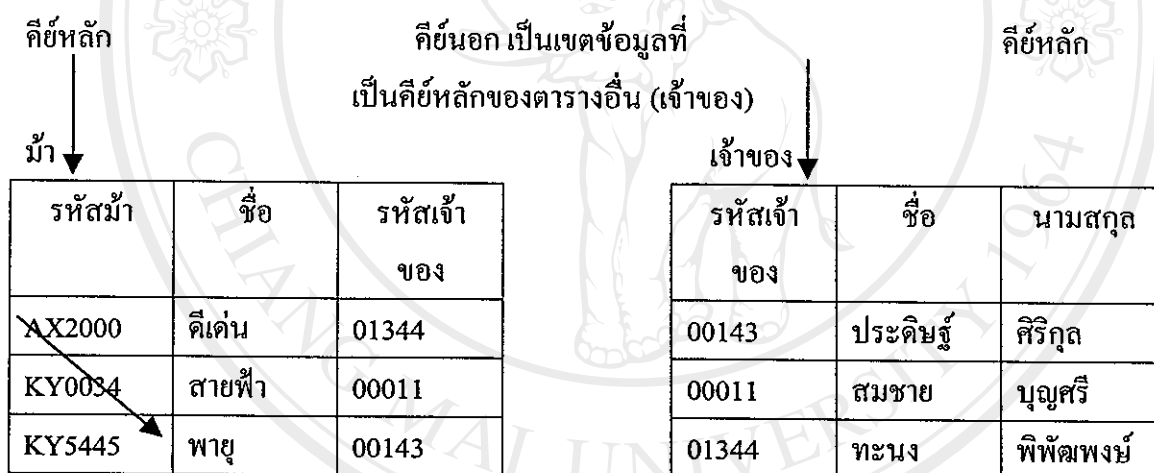 คีย์หลัก คีย์นอก เป็นเขตข้อมูลที่ คีย์หลัก
เป็นคีย์หลักของตารางอื่น (เจ้าของ)
ม้า เจ้าของ
รหัสม้า ชื่อ รหัสเจ้า รหัสเจ้า ชื่อ นามสกุล
ของ ของ
AX2000 ดีเด่น 01344 00143 ประดิษฐ์ ศิริกุล
KY0034 สายฟ้า 00011 00011 สมชาย บุญศรี
KY5445 พายุ 00143 01344 ทะนง พิพัฒพงษ์
CHIANG MAI UNIVERSITY 1964